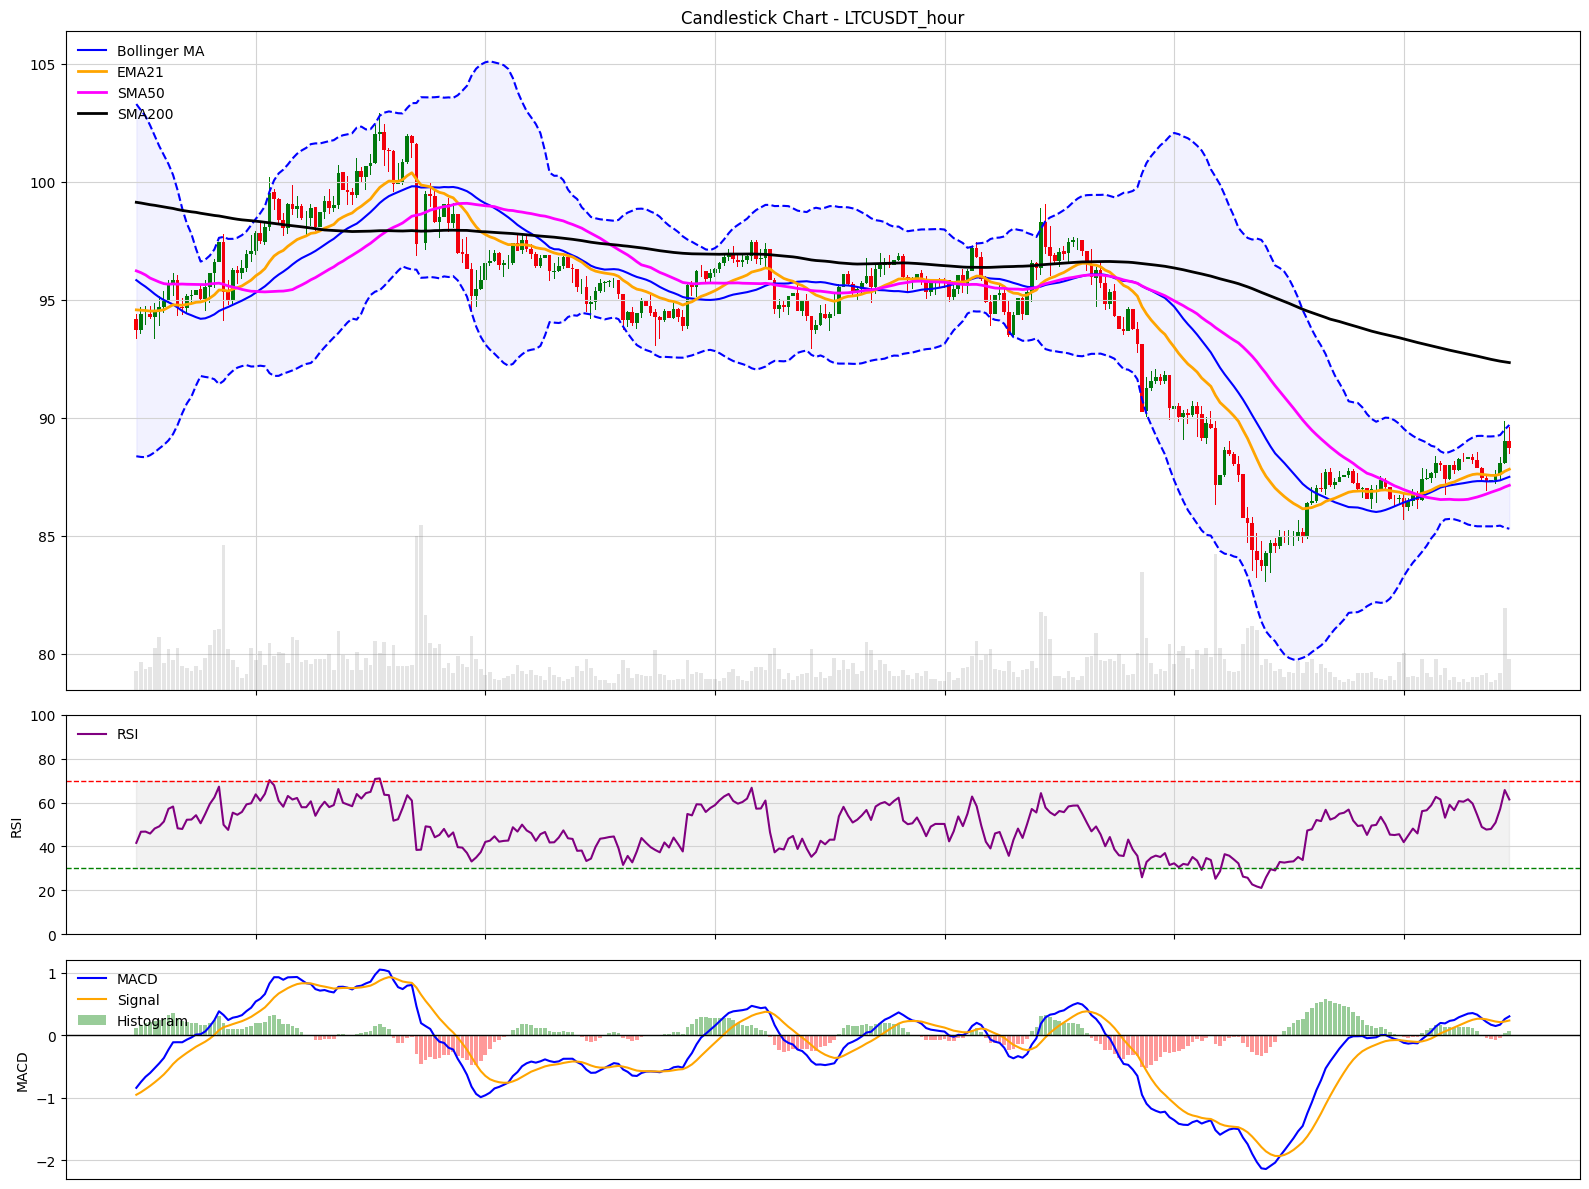 Candlestick Chart - LTCUSDT_hour
Bollinger MA
EMA21
SMA50
SMA200
105
100
95
90
85
80
RSI
100
80
60
40
20
0
RSI
MACD
Signal
Histogram
1
0
−1
−2
MACD